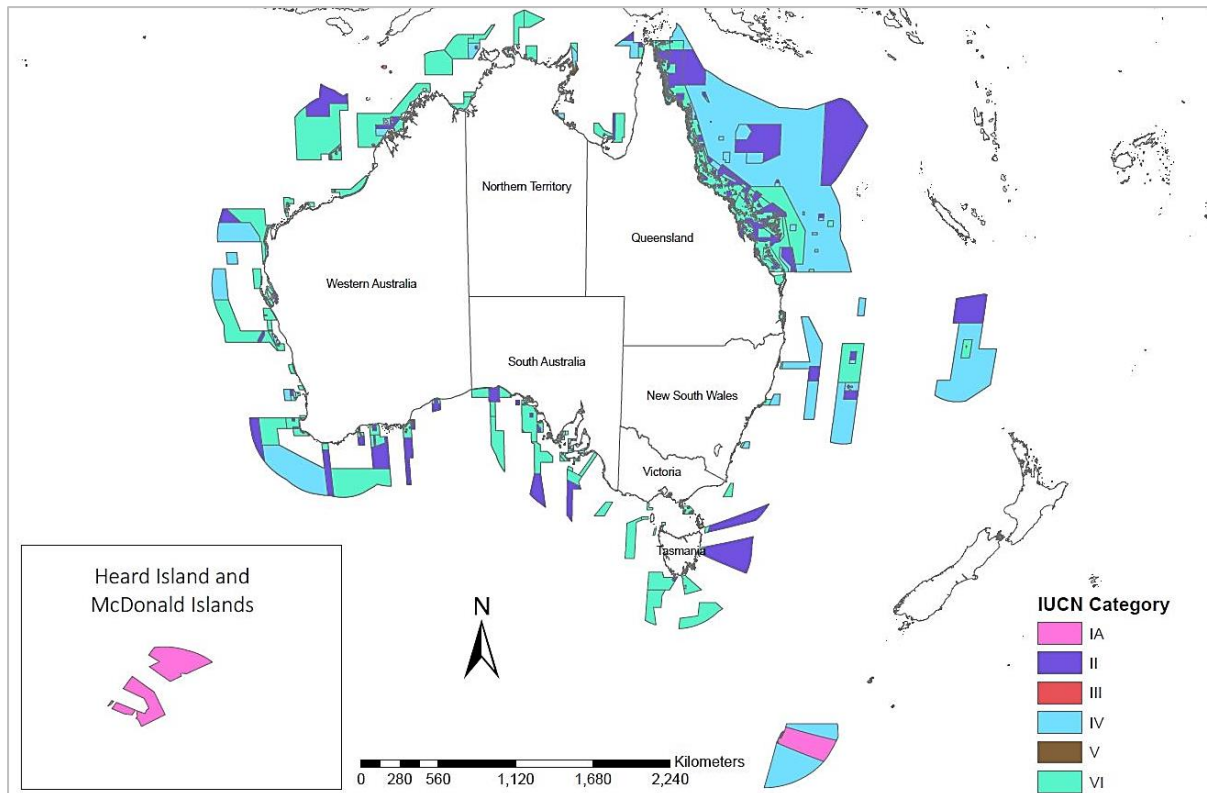 Northern Territory
Queensland
Western Australia
South Australia
New South Wales
Victoria
Tasmania
Heard Island and
McDonald Islands
N
Kilometers
0 280 560 1,120 1,680 2,240
IUCN Category
IA
II
III
IV
V
VI